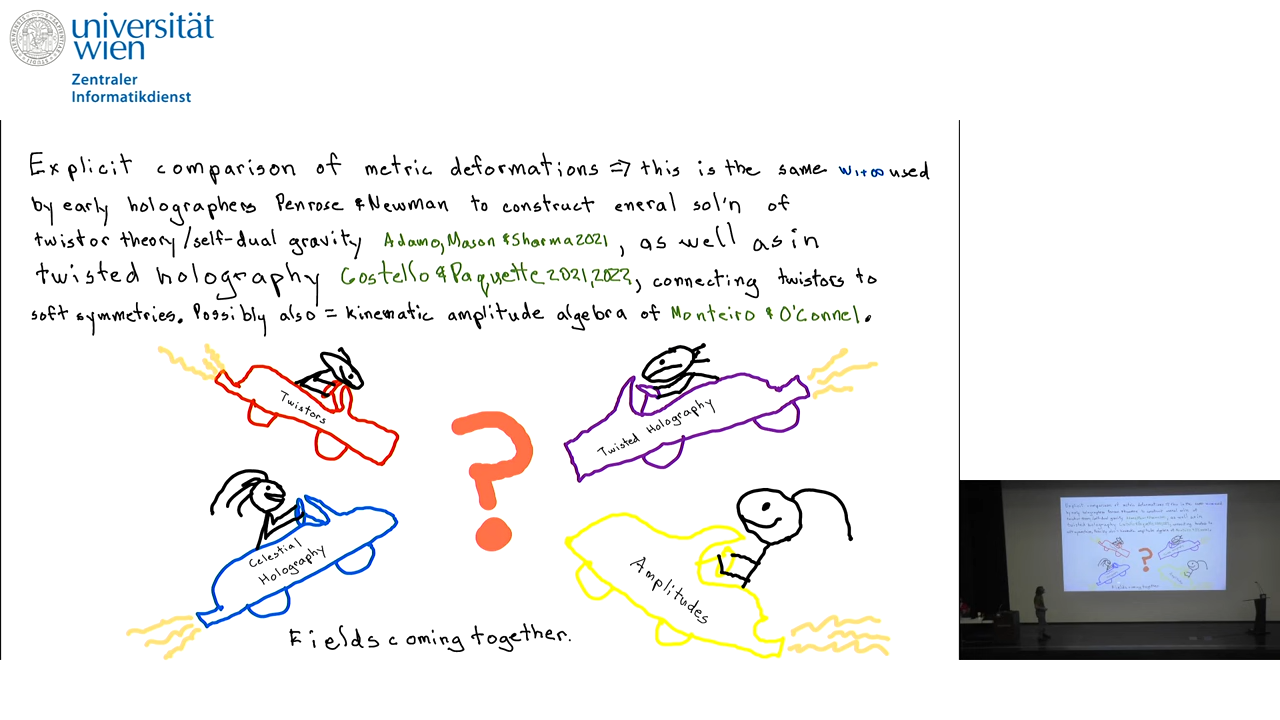 universität
wien
Zentraler
Informatikdienst
Explicit comparison of metric deformations ⇒ this is the same w1+∞ used
by early holographers Penrose & Newman to construct eneral sol'n of
twistor theory/self-dual gravity Adamo, Mason & Sharma 2021, as well as in
twisted holography Costello & Paquette 2021, 2022, connecting twistors to
soft symmetries. Possibly also = kinematic amplitude algebra of Monteiro & O'Connel.
Twistors
Twisted Holography
?
Celestial
Holography
Amplitudes
Fields coming together.